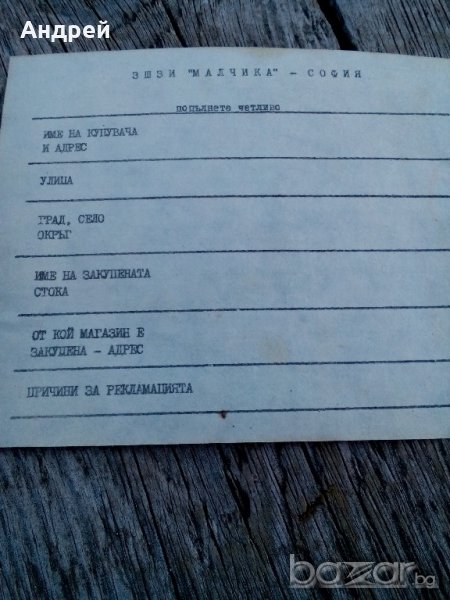 Андрей
ЗШЗИ "МАЛЧИКА" - СОФИЯ
попълнете четливо
ИМЕ НА КУПУВАЧА
И АДРЕС
УЛИЦА
ГРАД, СЕЛО
ОКРЪГ
ИМЕ НА ЗАКУПЕНАТА
СТОКА
ОТ КОЙ МАГАЗИН Е
ЗАКУПЕНА - АДРЕС
ПРИЧИНИ ЗА РЕКЛАМАЦИЯТА
bazar.bg